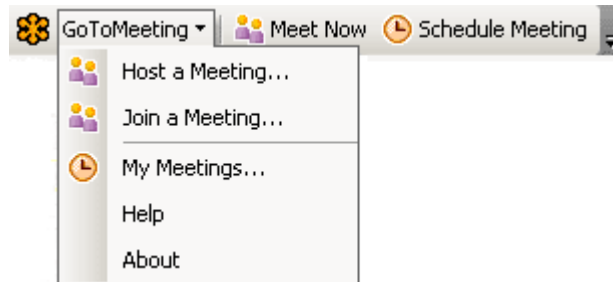 GoToMeeting Meet Now Schedule Meeting
Host a Meeting...
Join a Meeting...
My Meetings...
Help
About